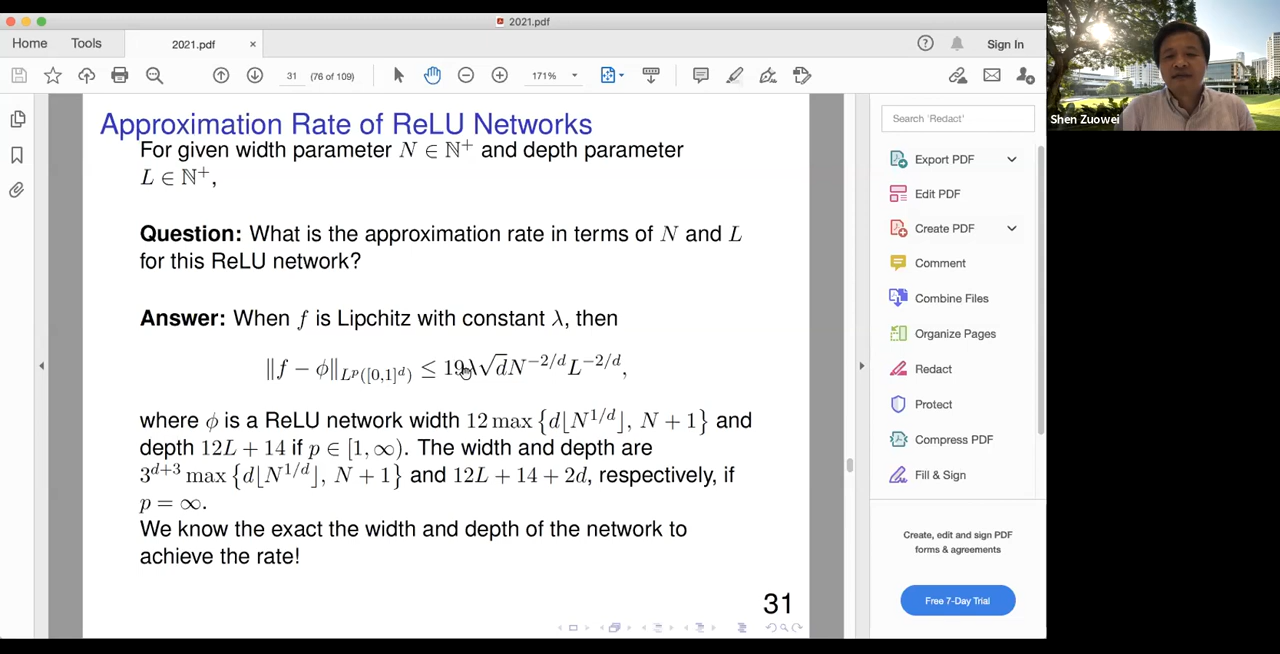 2021.pdf
Home
Tools
2021.pdf
×
Sign In
31
(76 of 109)
171%
Approximation Rate of ReLU Networks
For given width parameter N ∈ ℕ⁺ and depth parameter
L ∈ ℕ⁺,
Question: What is the approximation rate in terms of N and L
for this ReLU network?
Answer: When f is Lipchitz with constant λ, then
‖f − ϕ‖_{L^p([0,1]^d)} ≤ 19λ√d N^{−2/d} L^{−2/d},
where ϕ is a ReLU network width 12 max {d⌊N^{1/d}⌋, N + 1} and
depth 12L + 14 if p ∈ [1, ∞). The width and depth are
3^{d+3} max {d⌊N^{1/d}⌋, N + 1} and 12L + 14 + 2d, respectively, if
p = ∞.
We know the exact the width and depth of the network to
achieve the rate!
31
Search 'Redact'
Export PDF
Edit PDF
Create PDF
Comment
Combine Files
Organize Pages
Redact
Protect
Compress PDF
Fill & Sign
Create, edit and sign PDF
forms & agreements
Free 7-Day Trial
Shen Zuowei